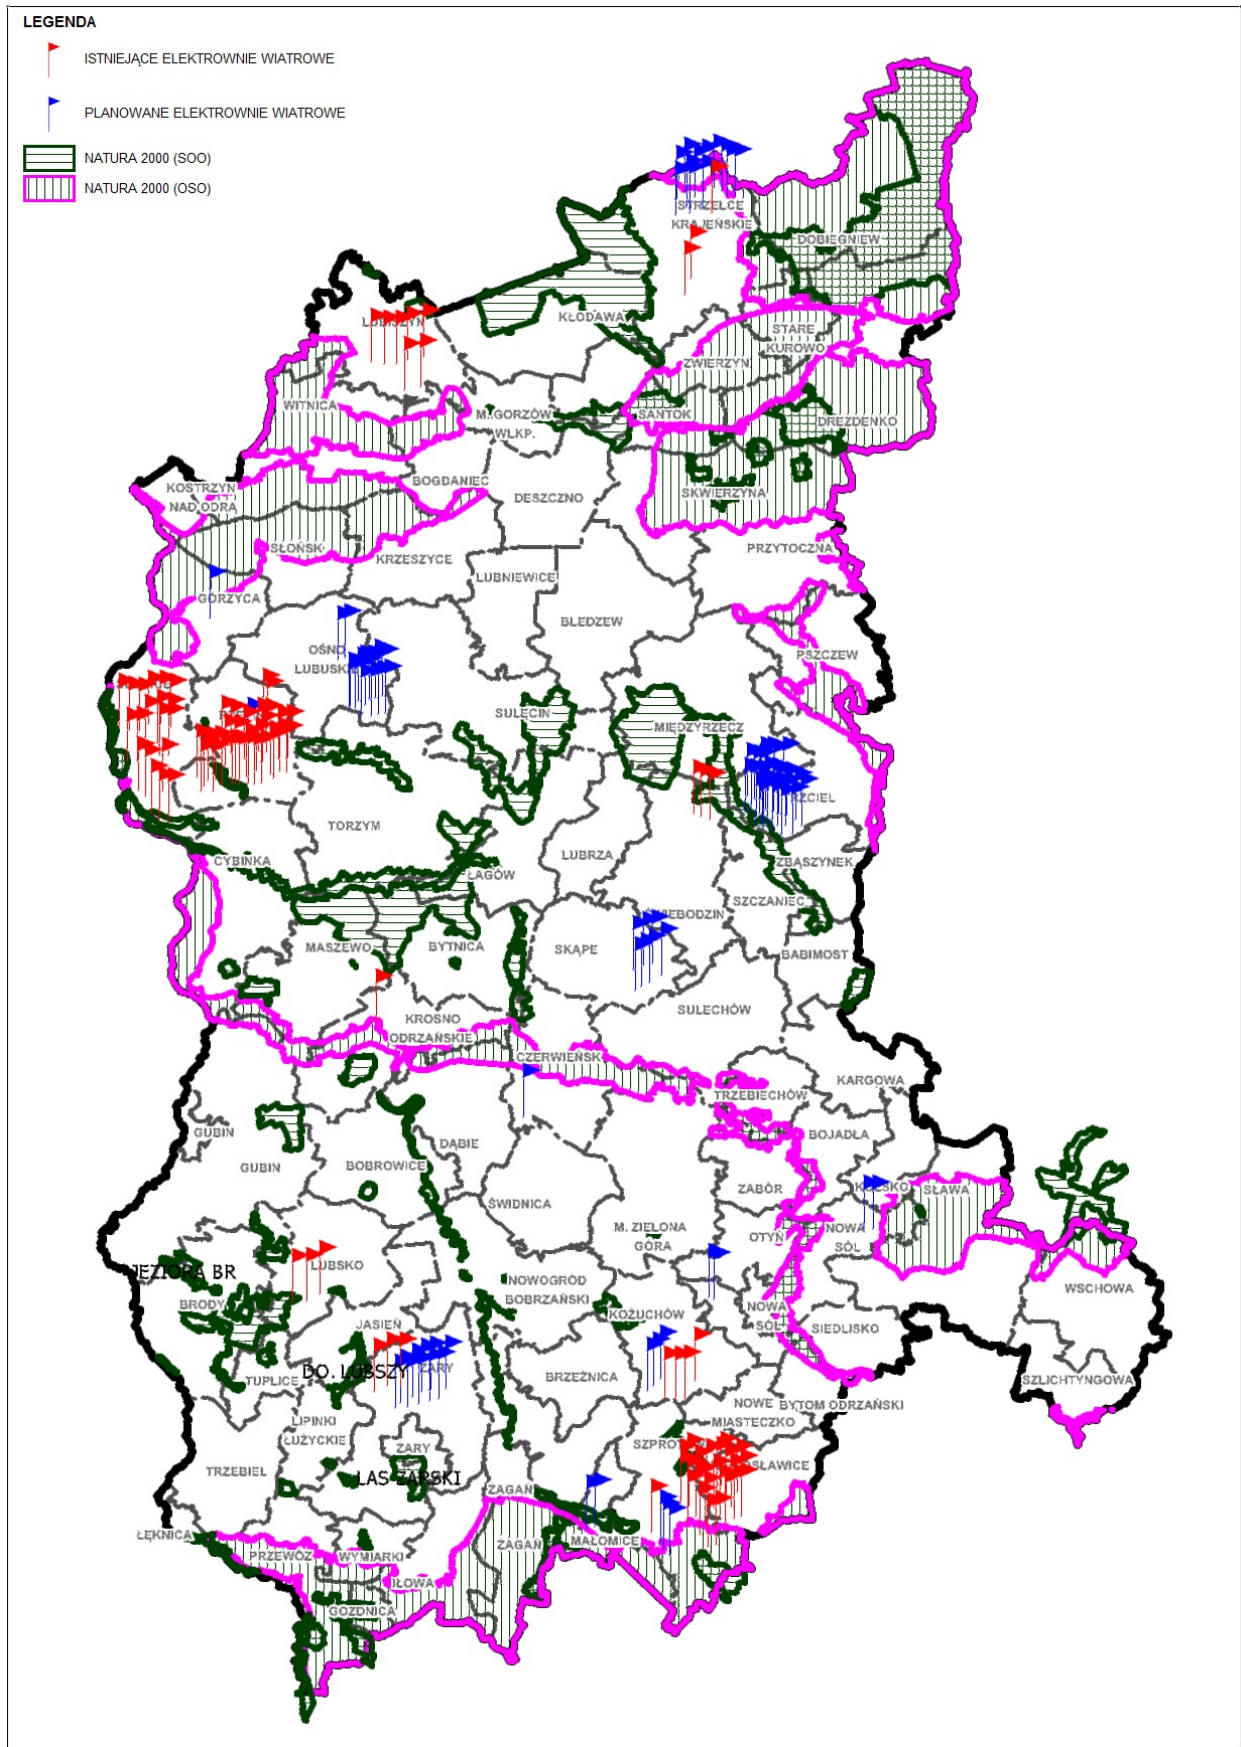 LEGENDA
ISTNIEJĄCE ELEKTROWNIE WIATROWE
PLANOWANE ELEKTROWNIE WIATROWE
NATURA 2000 (SOO)
NATURA 2000 (OSO)
STRZELCE
KRAJEŃSKIE
DOBIEGNIEW
KŁODAWA
STARE
KUROWO
ZWIERZYN
WITNICA
M.GORZÓW
WLKP.
SANTOK
DREZDENKO
BOGDANIEC
KOSTRZYN
NAD ODRĄ
DESZCZNO
SKWIERZYNA
SŁOŃSK
KRZESZYCE
PRZYTOCZNA
LUBNIEWICE
GÓRZYCA
BLEDZEW
OŚNO
PSZCZEW
SULĘCIN
MIĘDZYRZECZ
TORZYM
CYBINKA
LUBRZA
ZBĄSZYNEK
ŁAGÓW
SZCZANIEC
MASZEWO
BYTNICA
SKĄPE
BABIMOST
SULECHÓW
KROSNO
ODRZAŃSKIE
CZERWIEŃSK
KARGOWA
TRZEBIECHÓW
BOJADŁA
GUBIN
DĄBIE
GUBIN
BOBROWICE
ZABÓR
SŁAWA
ŚWIDNICA
M. ZIELONA
GÓRA
OTYŃ
NOWA
SÓL
JEZIORA BR
LUBSKO
NOWOGRÓD
BOBRZAŃSKI
WSCHOWA
BRODY
KOŻUCHÓW
NOWA
SÓL
SIEDLISKO
JASIEŃ
ŻARY
DO. LUBSZY
TUPLICE
BRZEŹNICA
SZLICHTYNGOWA
NOWE
MIASTECZKO
BYTOM ODRZAŃSKI
LIPINKI
ŁUŻYCKIE
ŻARY
TRZEBIEL
LAS ŻARSKI
ŻAGAŃ
ŁĘKNICA
ŻAGAŃ
MAŁOMICE
PRZEWÓZ
WYMIARKI
IŁOWA
GOZDNICA